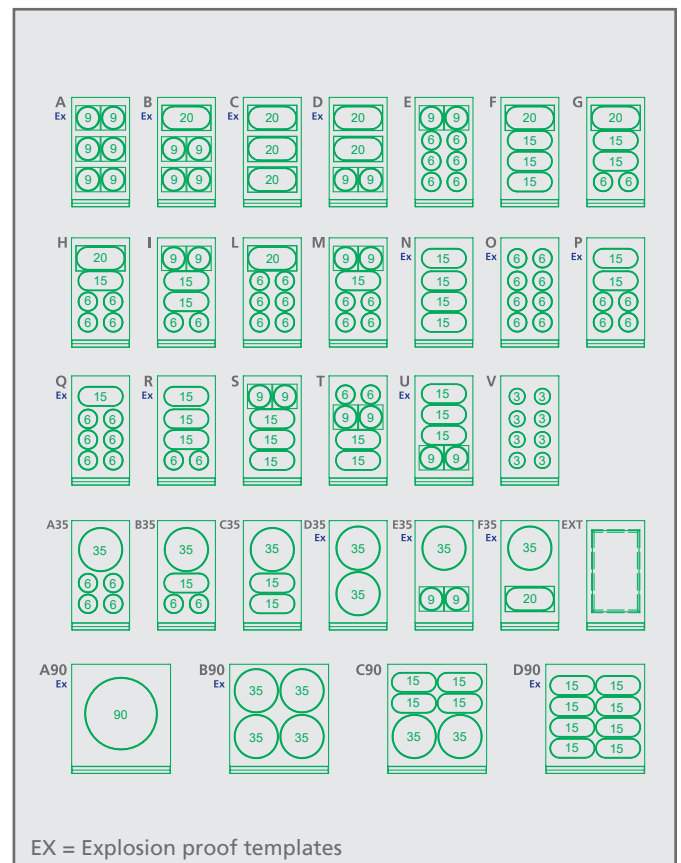 A B C D E F G
Ex Ex Ex Ex
9 9 20 20 20 9 9 20 20
6 6 15 15
9 9 9 9 20 20 6 6 15 15
9 9 9 9 20 9 9 6 6 15 6 6
H I L M N O P
Ex Ex Ex
20 9 9 20 9 9 15 6 6 15
15 15 6 6 15 15 6 6 15
6 6 15 6 6 6 6 15 6 6 6 6
6 6 6 6 6 6 6 6 15 6 6 6 6
Q R S T U V
Ex Ex Ex
15 15 9 9 6 6 15 3 3
6 6 15 15 9 9 15 3 3
6 6 15 15 15 15 3 3
6 6 6 6 15 15 9 9 3 3
A35 B35 C35 D35 E35 F35 EXT
Ex Ex Ex
35 35 35 35 35 35
6 6 15 15 35 9 9 20
6 6 6 6 15
A90 B90 C90 D90
Ex Ex Ex
90 35 35 15 15 15 15
15 15 15 15
35 35 35 35 15 15
15 15
EX = Explosion proof templates